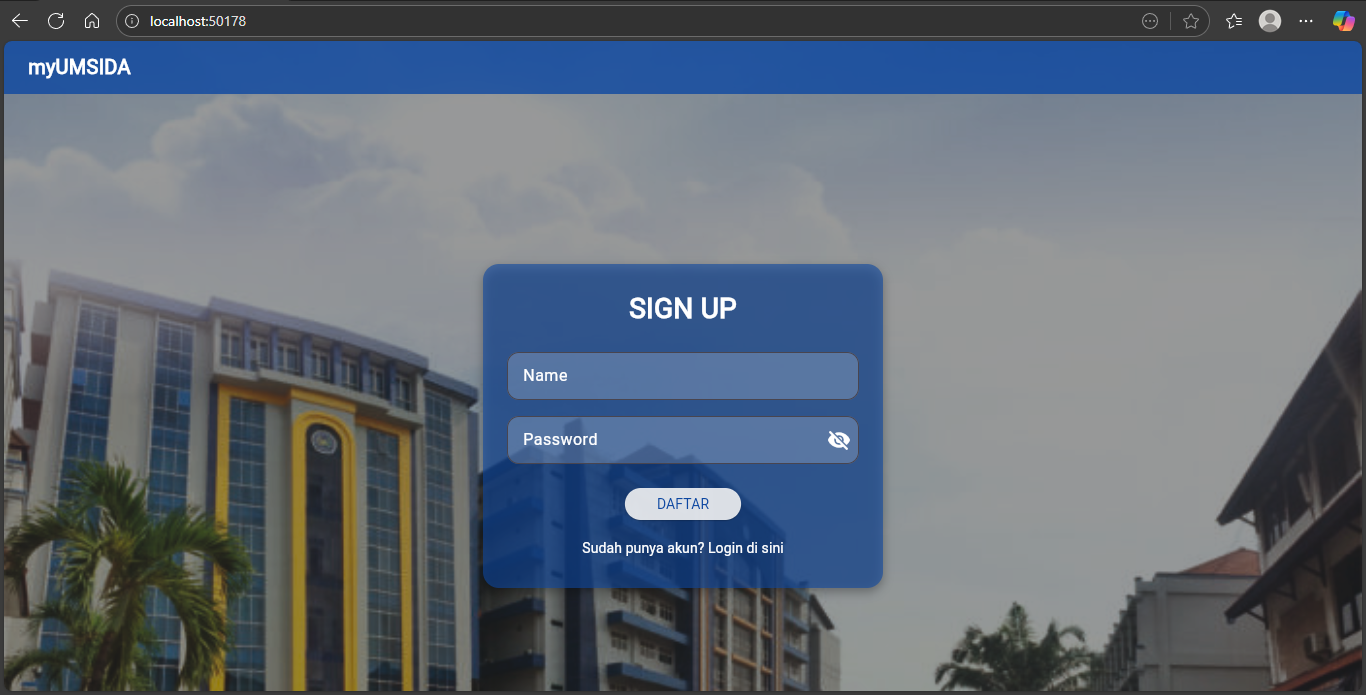 localhost:50178
myUMSIDA
SIGN UP
Name
Password
DAFTAR
Sudah punya akun? Login di sini